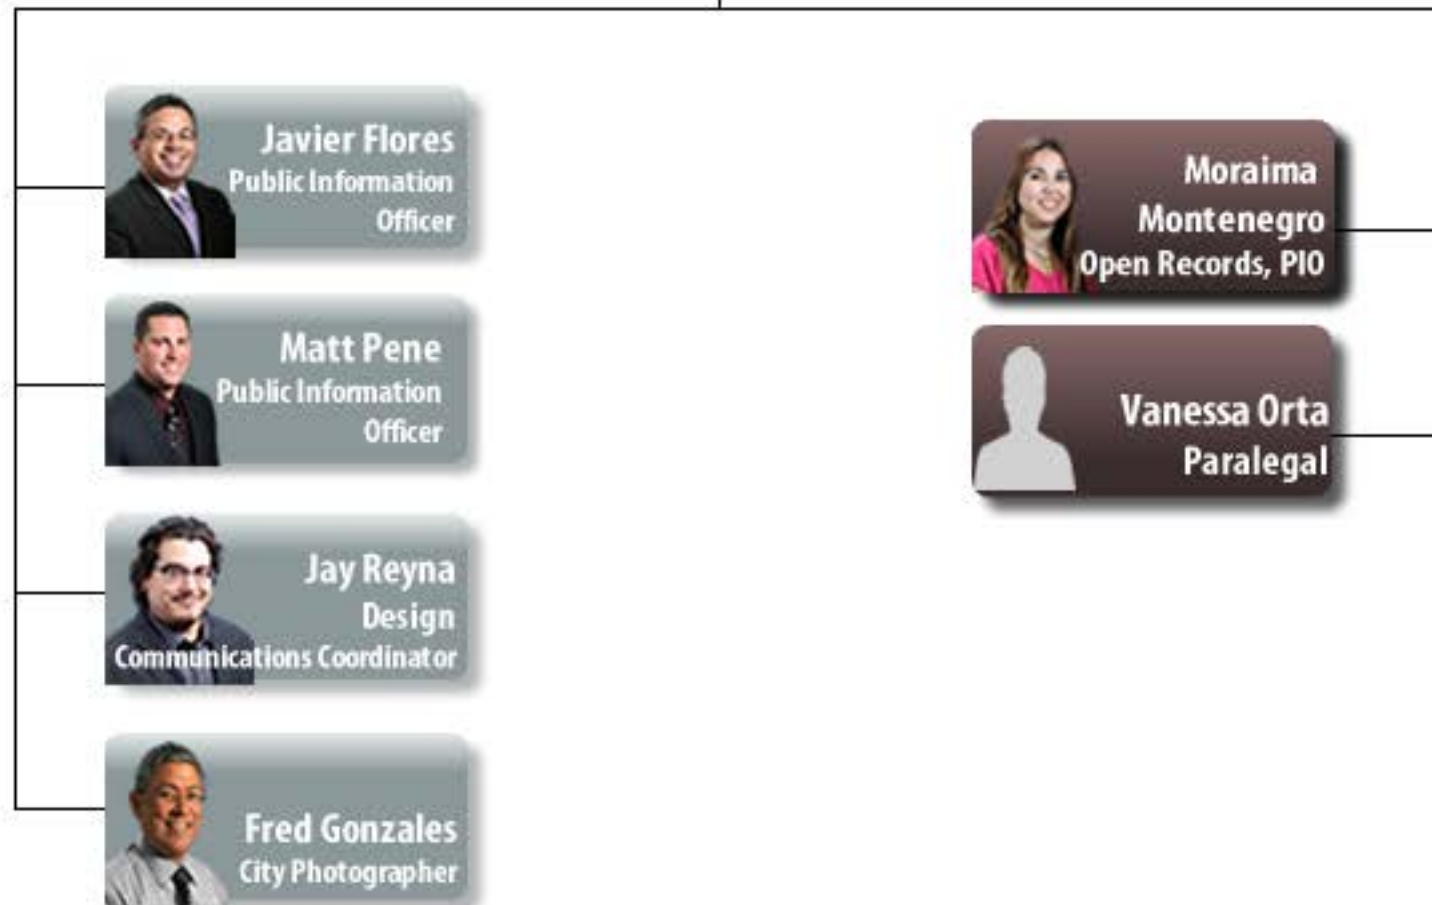 Javier Flores
Public Information
Officer
Matt Pene
Public Information
Officer
Jay Reyna
Design
Communications Coordinator
Fred Gonzales
City Photographer
Moraima
Montenegro
Open Records, PIO
Vanessa Orta
Paralegal